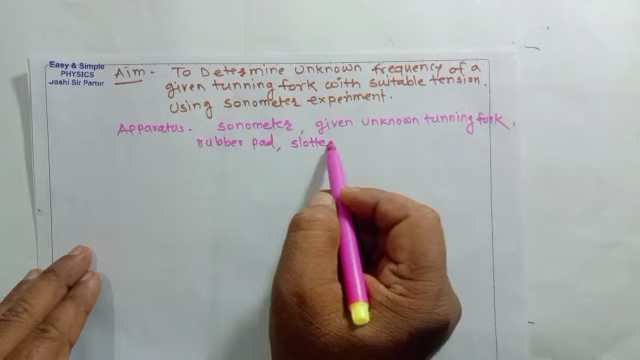 Easy & Simple
PHYSICS
Joshi Sir Partur
Aim - To Determine unknown frequency of a
given tunning fork with suitable tension.
Using sonometer experiment.
Apparatus - sonometer, given unknown tunning fork,
rubber pad, slotte